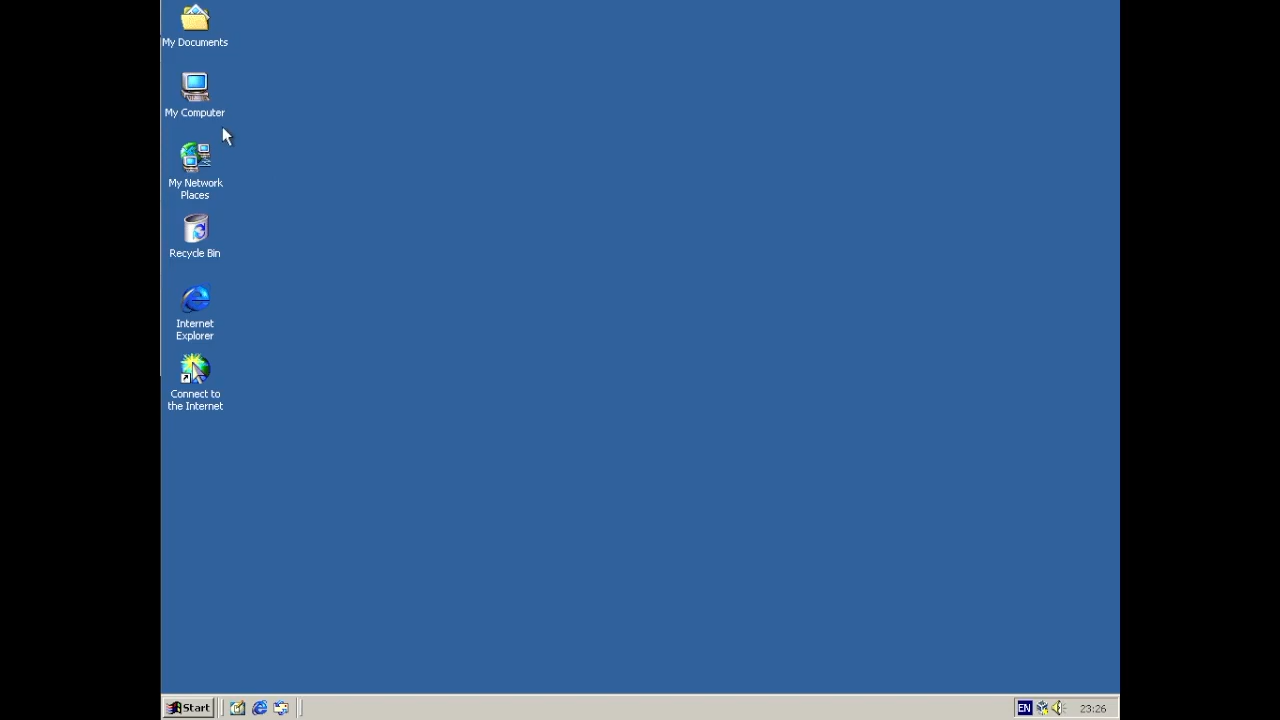 My Documents
My Computer
My Network
Places
Recycle Bin
Internet
Explorer
Connect to
the Internet
Start
EN
23:26